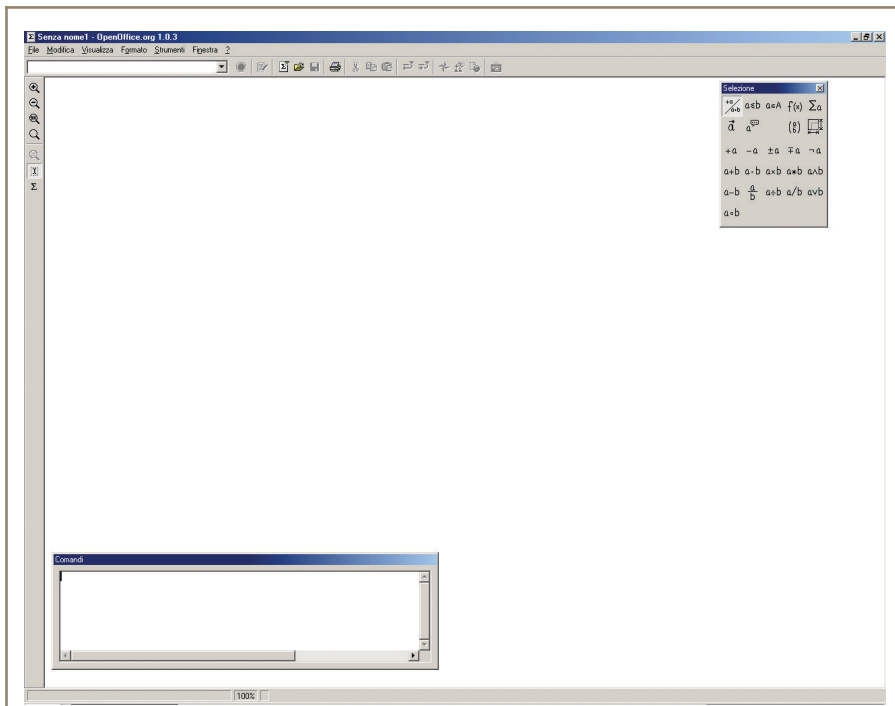 Senza nome1 - OpenOffice.org 1.0.3
File Modifica Visualizza Formato Strumenti Finestra ?
Selezione
+a/a+b a≤b a∈A f(x) Σa
a⃗ (a b)
+a -a ±a ∓a ¬a
a+b a·b a×b a∗b a∧b
a-b a/b a÷b a/b a∨b
a∘b
Comandi
100%